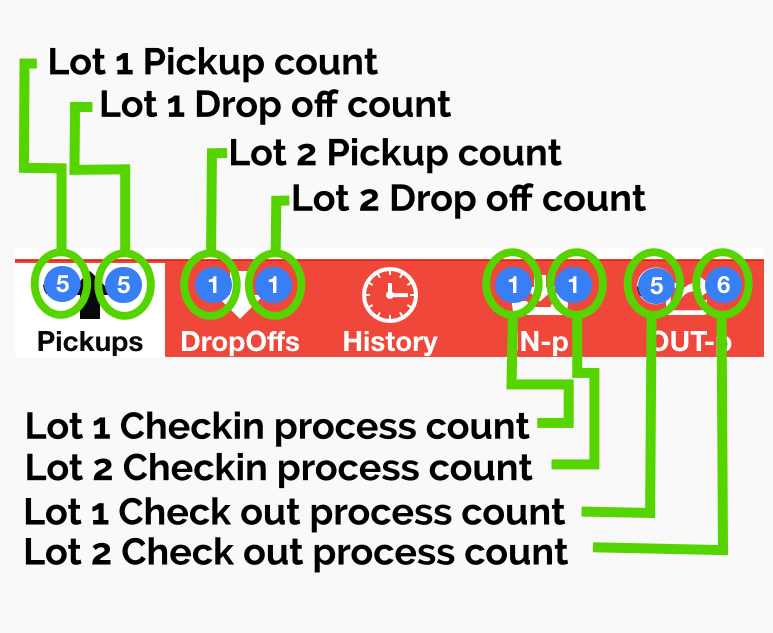 Lot 1 Pickup count
Lot 1 Drop off count
Lot 2 Pickup count
Lot 2 Drop off count
5 5 1 1 1 1 5 6
Pickups DropOffs History IN-p OUT-p
Lot 1 Checkin process count
Lot 2 Checkin process count
Lot 1 Check out process count
Lot 2 Check out process count